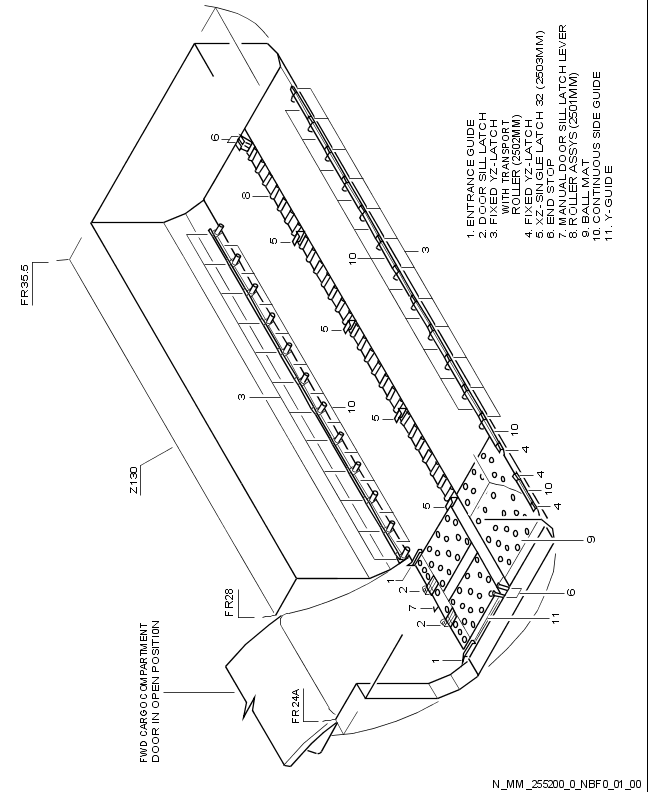 FR35.5
Z130
FR28
FWD CARGO COMPARTMENT
DOOR IN OPEN POSITION
FR24A
6
8
5
3
10
5
3
10
5
5
10
4
4
10
4
1
2
7
2
1
9
6
11
1. ENTRANCE GUIDE
2. DOOR SILL LATCH
3. FIXED YZ-LATCH
WITH TRANSPORT
ROLLER (2502MM)
4. FIXED YZ-LATCH
5. XZ-SINGLE LATCH 32 (2503MM)
6. END STOP
7. MANUAL DOOR SILL LATCH LEVER
8. ROLLER ASSYS (2501MM)
9. BALL MAT
10. CONTINUOUS SIDE GUIDE
11. Y-GUIDE
N_MM_255200_0_NBF0_01_00